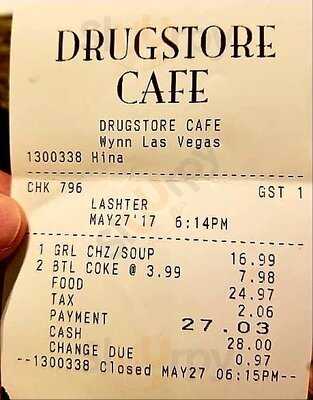 DRUGSTORE
CAFE
DRUGSTORE CAFE
Wynn Las Vegas
1300338 Hina
CHK 796 GST 1
LASHTER
MAY27'17 6:14PM
1 GRL CHZ/SOUP 16.99
2 BTL COKE @ 3.99 7.98
FOOD 24.97
TAX 2.06
PAYMENT 27.03
CASH 28.00
CHANGE DUE 0.97
--1300338 Closed MAY27 06:15PM--